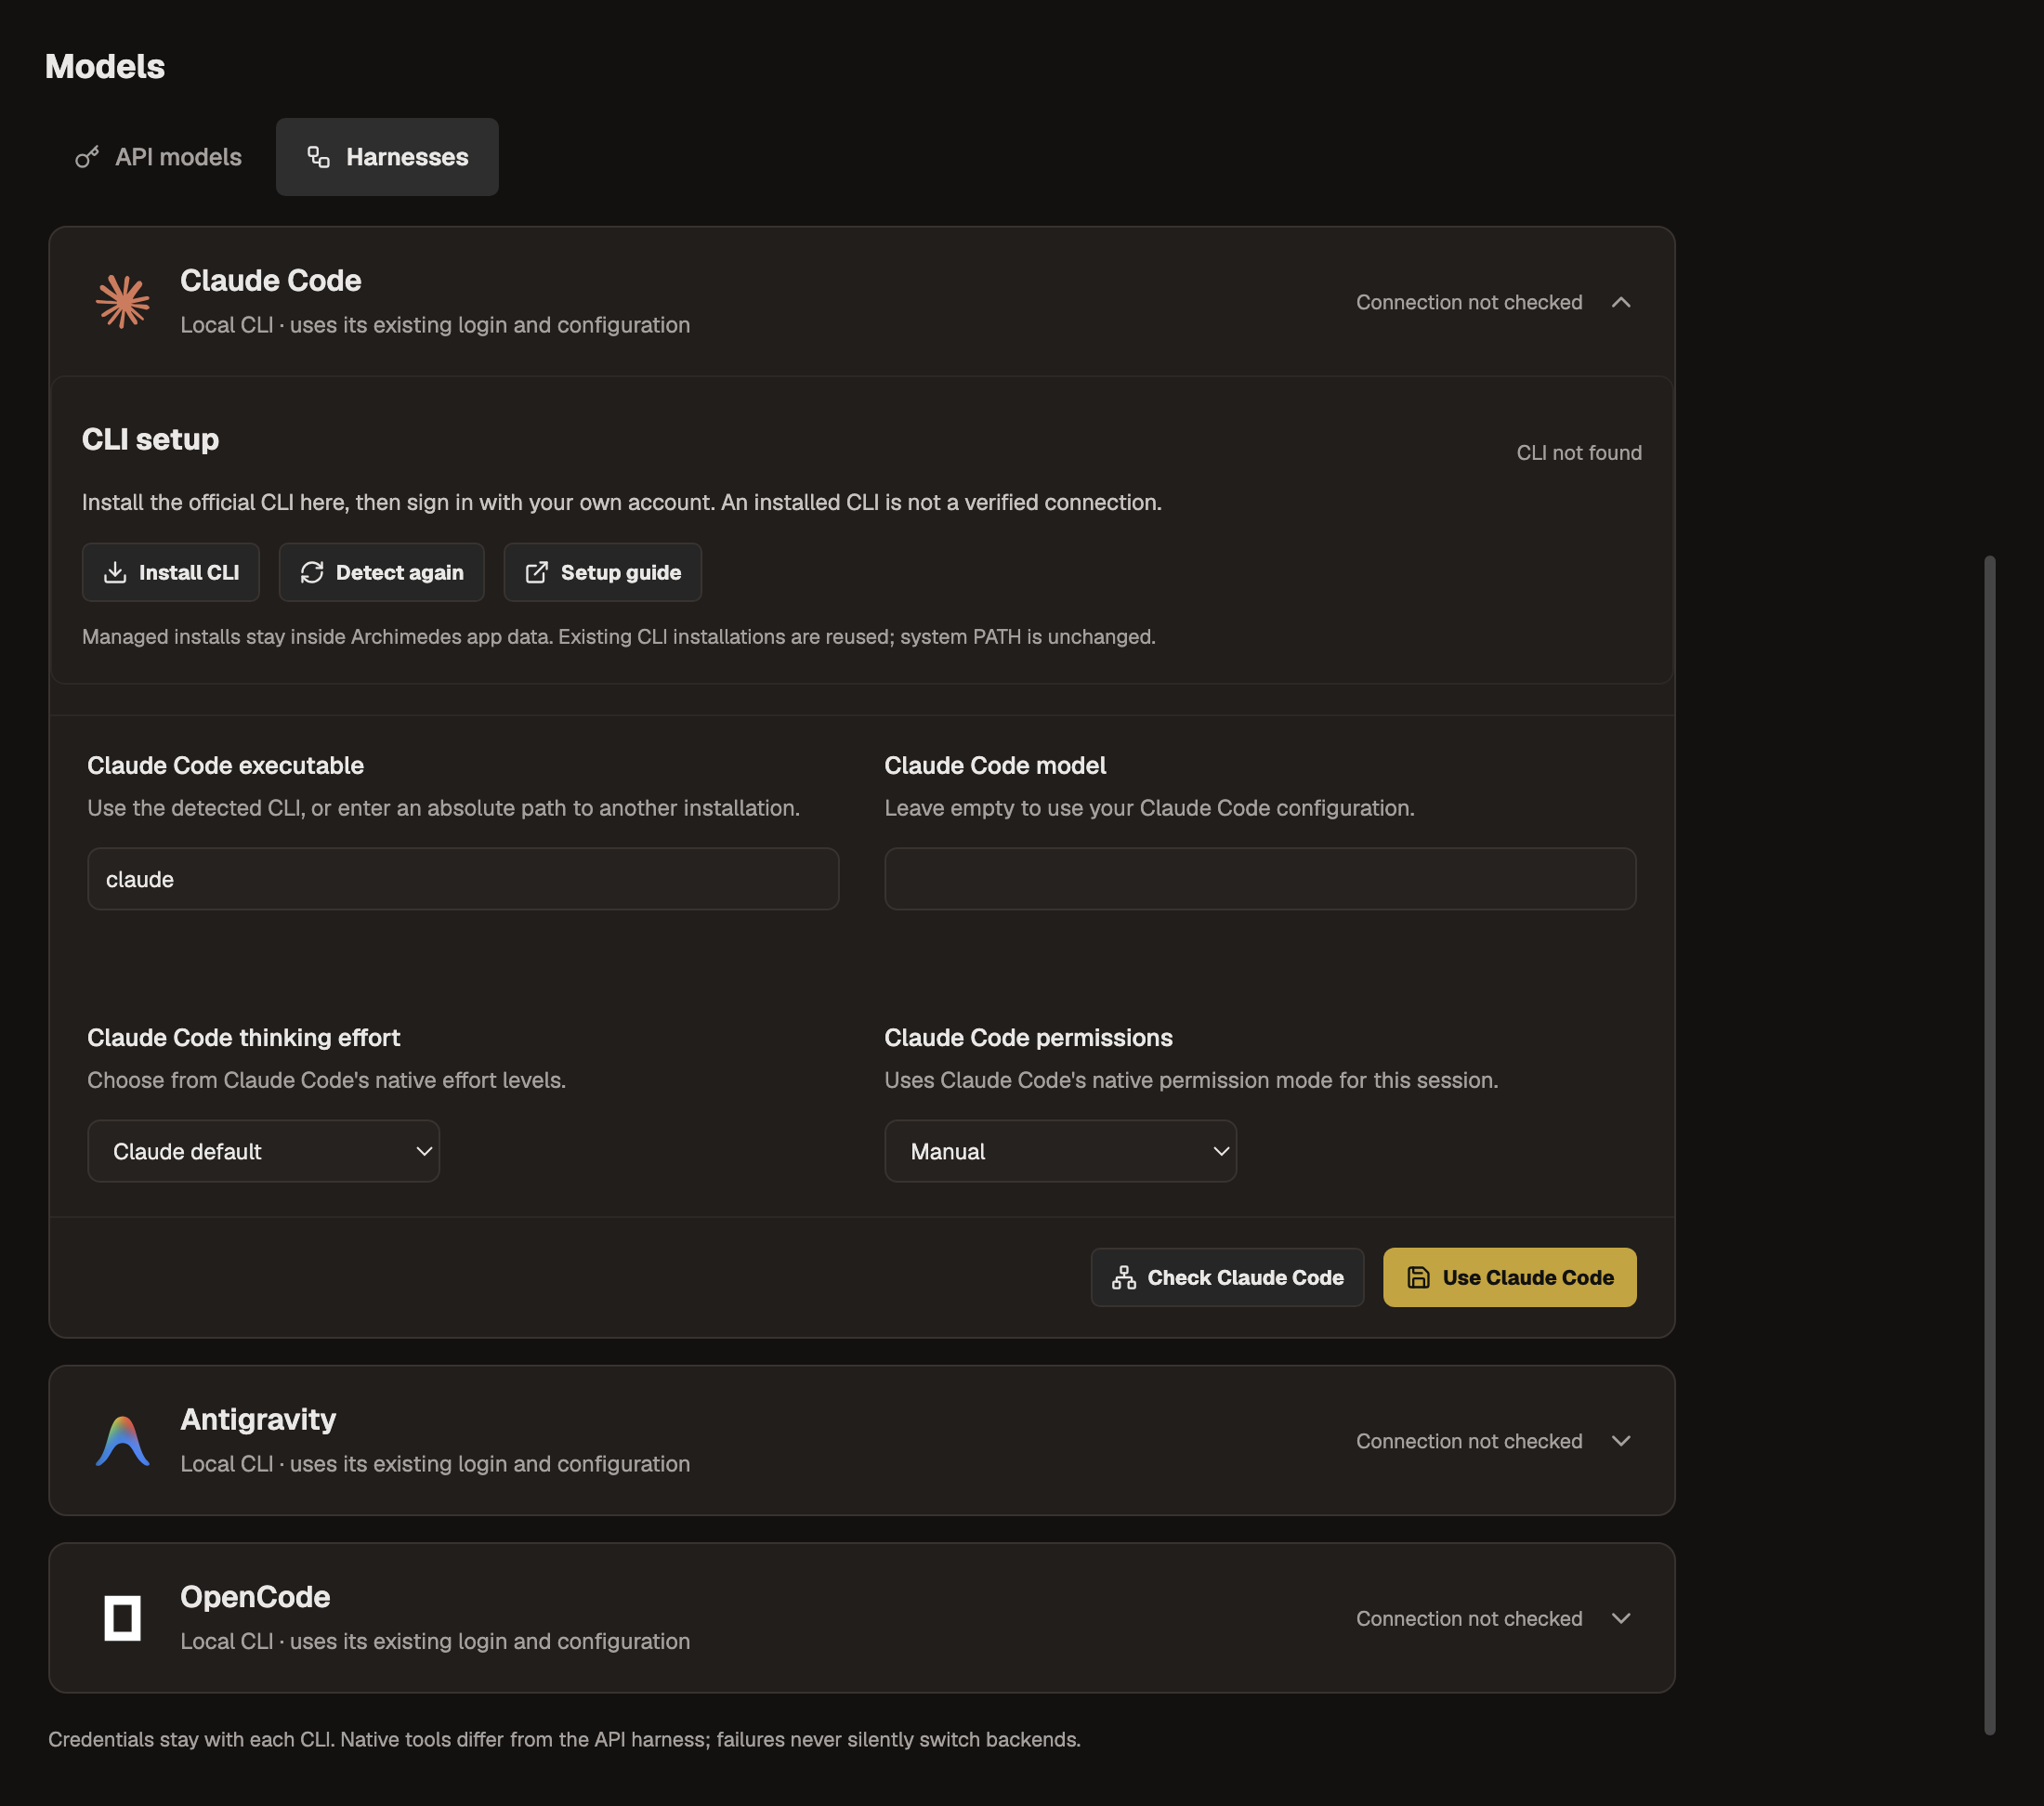 Models
API models
Harnesses
Claude Code
Local CLI · uses its existing login and configuration
Connection not checked
CLI setup
CLI not found
Install the official CLI here, then sign in with your own account. An installed CLI is not a verified connection.
Install CLI
Detect again
Setup guide
Managed installs stay inside Archimedes app data. Existing CLI installations are reused; system PATH is unchanged.
Claude Code executable
Use the detected CLI, or enter an absolute path to another installation.
claude
Claude Code model
Leave empty to use your Claude Code configuration.
Claude Code thinking effort
Choose from Claude Code's native effort levels.
Claude default
Claude Code permissions
Uses Claude Code's native permission mode for this session.
Manual
Check Claude Code
Use Claude Code
Antigravity
Local CLI · uses its existing login and configuration
Connection not checked
OpenCode
Local CLI · uses its existing login and configuration
Connection not checked
Credentials stay with each CLI. Native tools differ from the API harness; failures never silently switch backends.